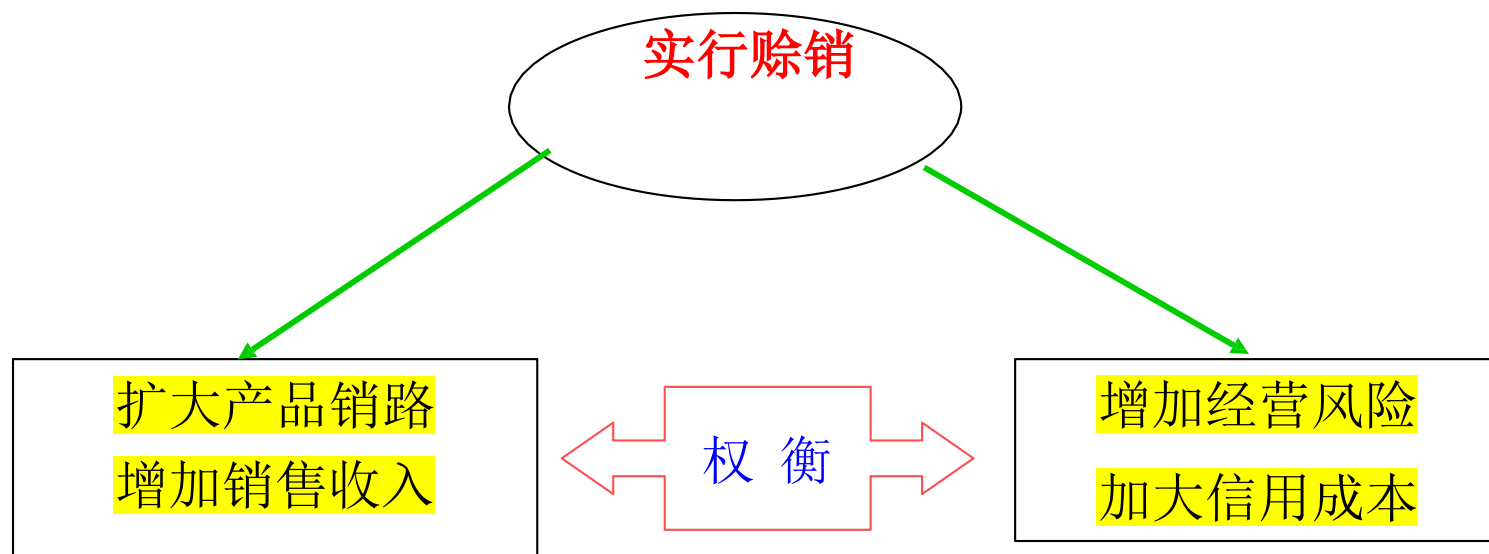 实行赊销
扩大产品销路
增加销售收入
权 衡
增加经营风险
加大信用成本